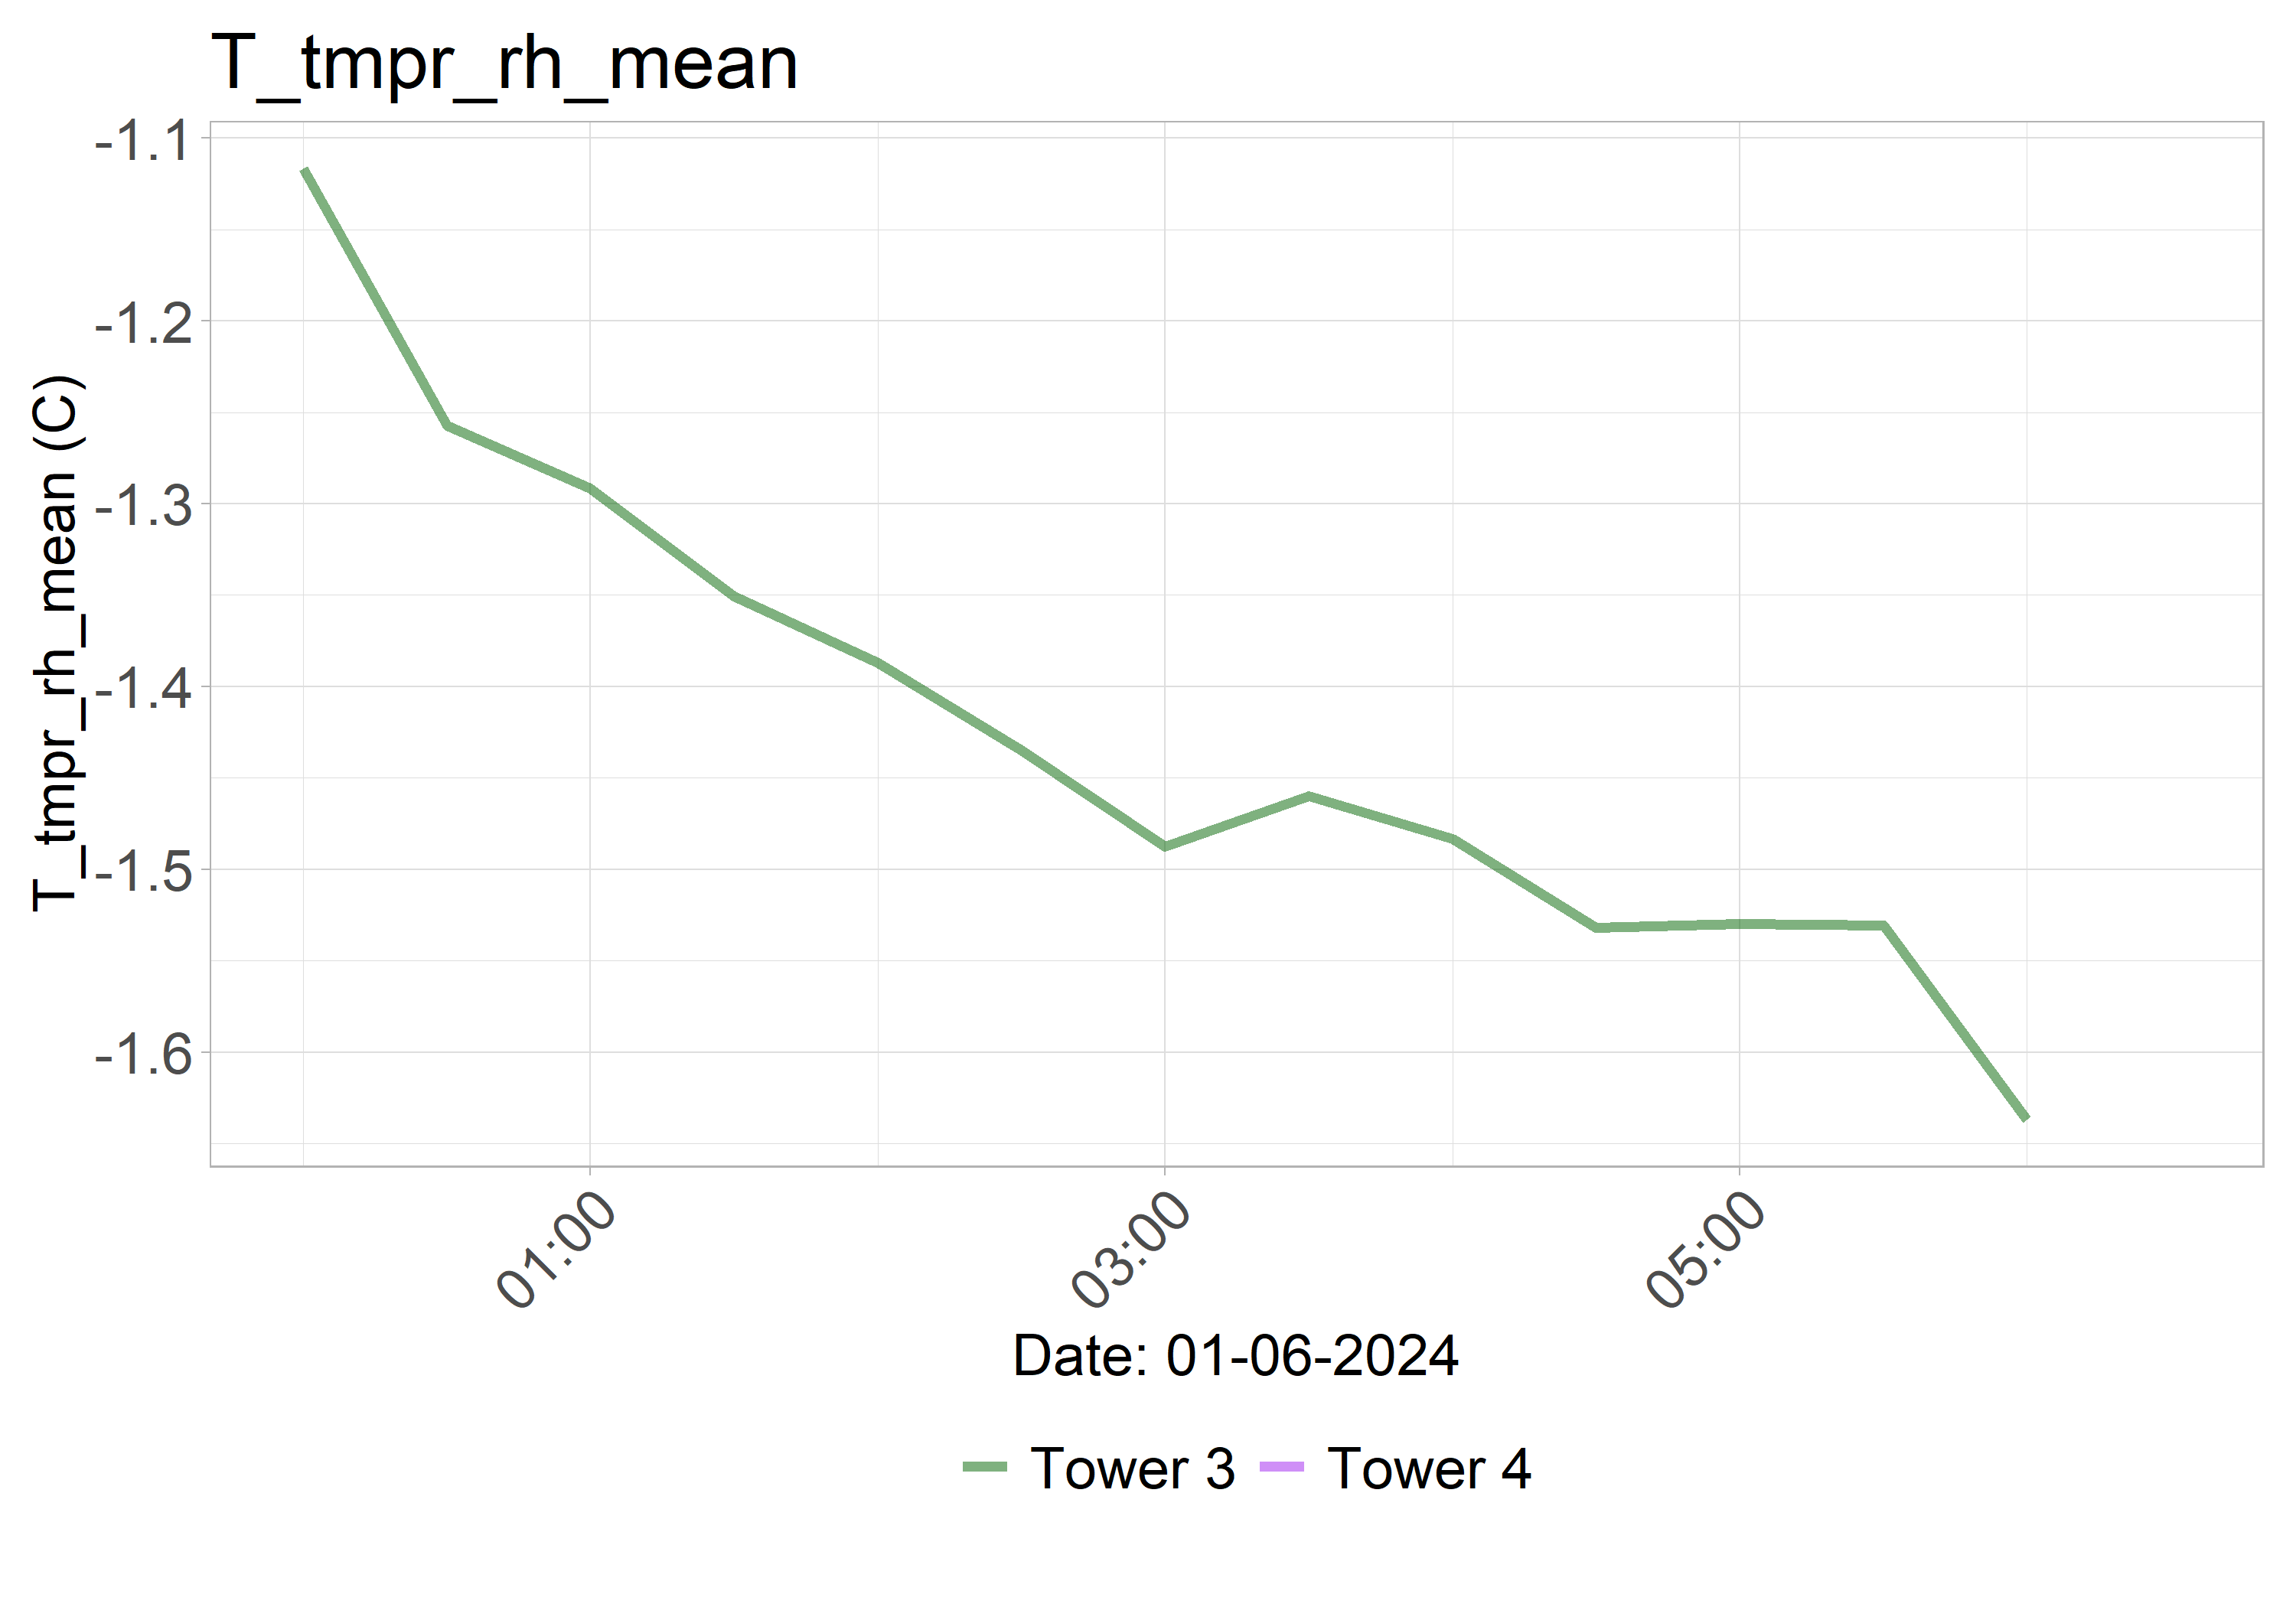 T_tmpr_rh_mean
T_tmpr_rh_mean (C)
-1.1
-1.2
-1.3
-1.4
-1.5
-1.6
01:00
03:00
05:00
Date: 01-06-2024
Tower 3
Tower 4